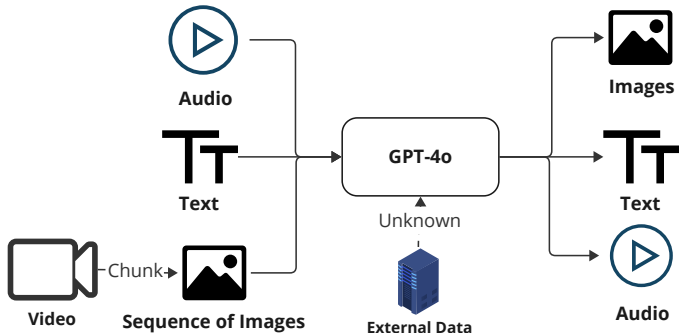 Audio
Images
GPT-4o
Text
Text
Unknown
Chunk
Video
Sequence of Images
External Data
Audio